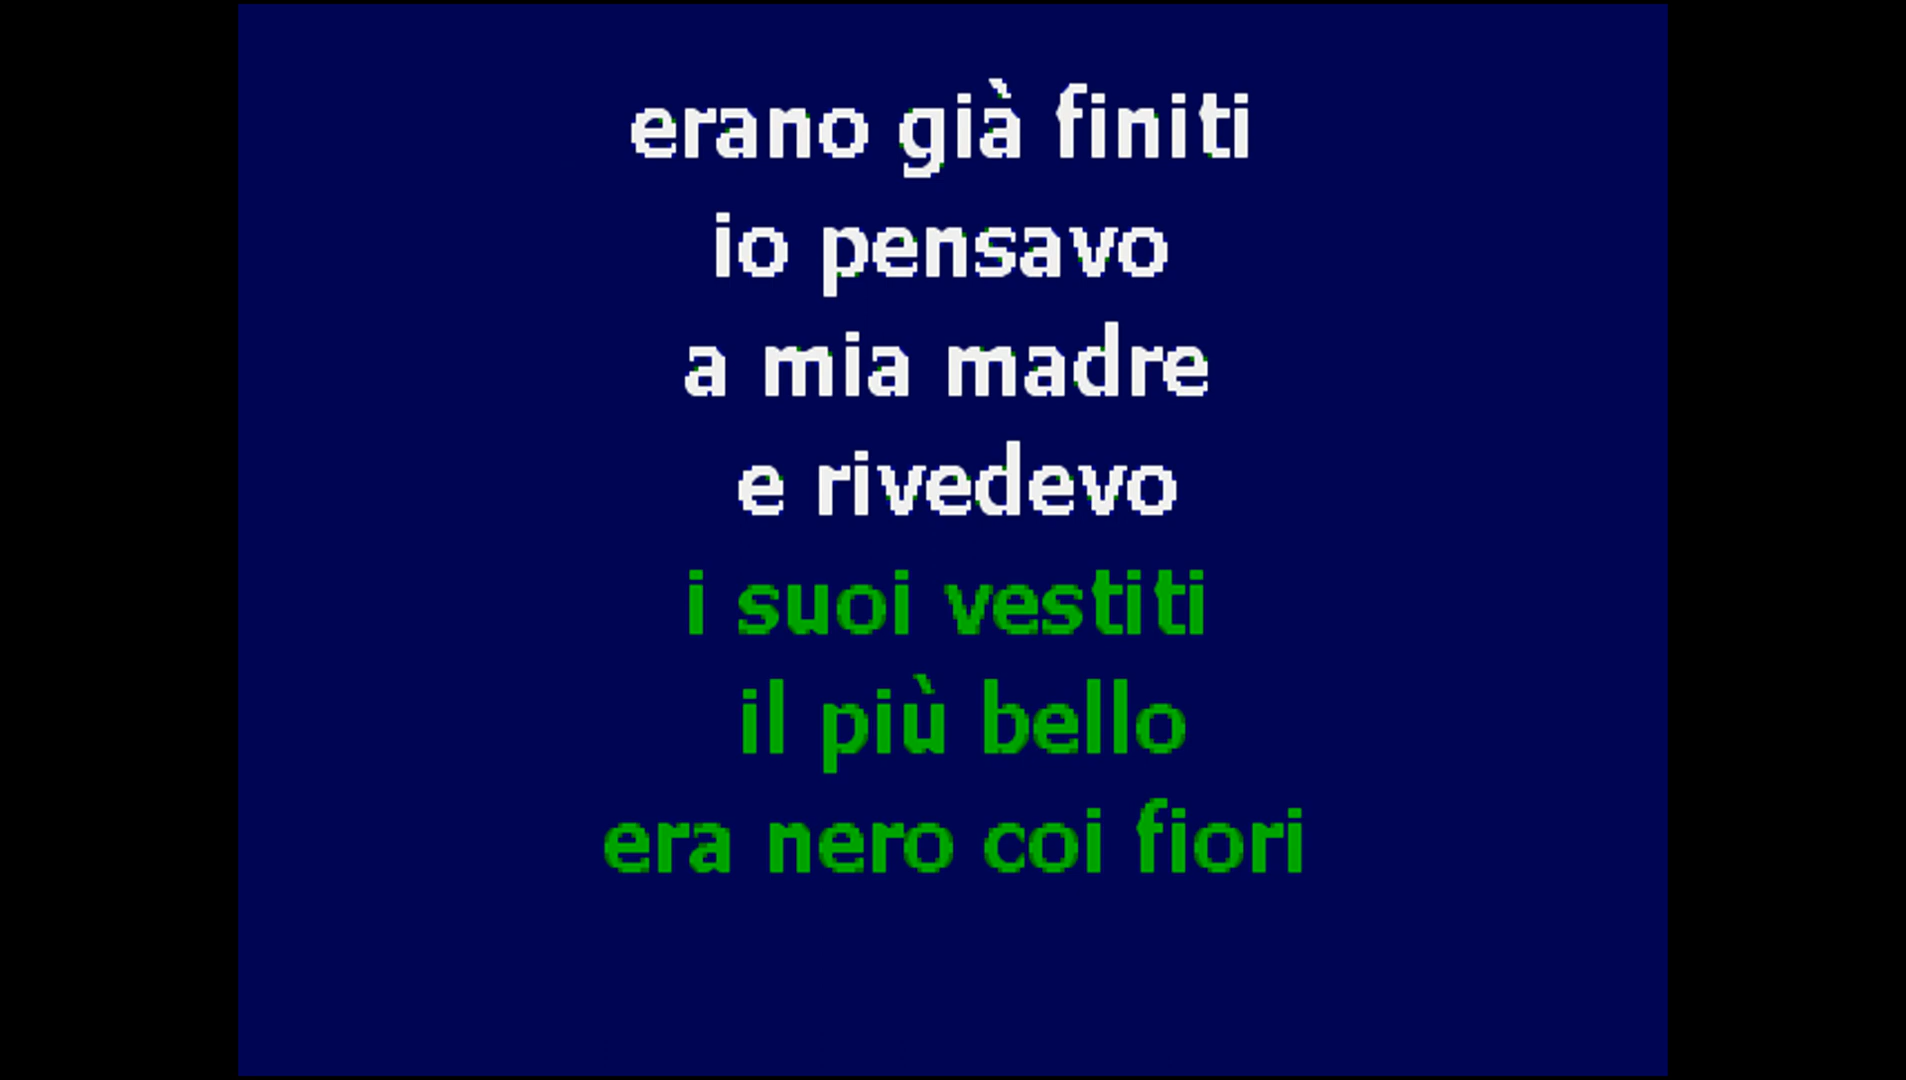 erano già finiti
io pensavo
a mia madre
e rivedevo
i suoi vestiti
il più bello
era nero coi fiori